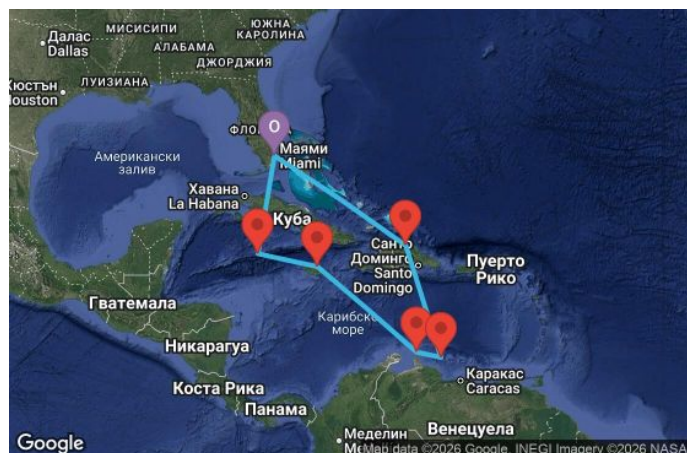 ЮЖНА
КАРОЛИНА
МИСИСИПИ
АЛАБАМА
ДЖОРДЖИЯ
Далас
Dallas
ЛУИЗИАНА
Хюстън
Houston
O
Маями
Miami
Американски
залив
Хавана
La Habana
Куба
Санто
Доминго
Santo
Domingo
Пуерто
Рико
Гватемала
Карибско
море
Никарагуа
Коста Рика
Панама
Каракас
Caracas
Венецуела
Меделин
Google
Map data ©2026 Google, INEGI Imagery ©2026 NASA